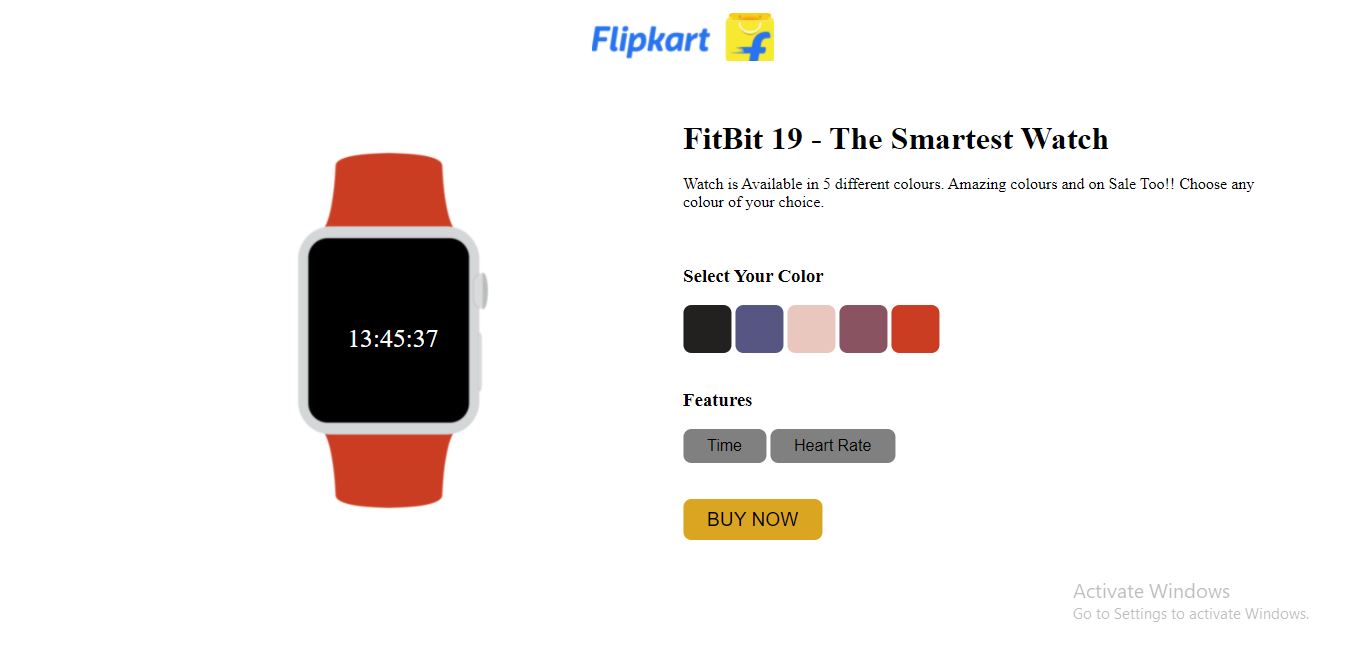 Flipkart
FitBit 19 - The Smartest Watch
Watch is Available in 5 different colours. Amazing colours and on Sale Too!! Choose any
colour of your choice.
13:45:37
Select Your Color
Features
Time
Heart Rate
BUY NOW
Activate Windows
Go to Settings to activate Windows.